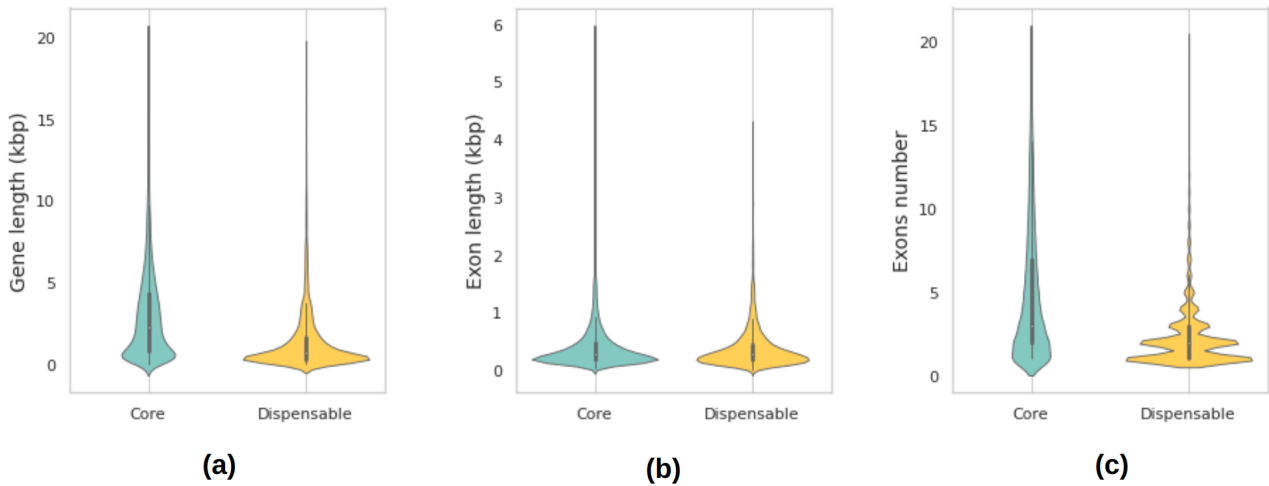 Gene length (kbp)
20
15
10
5
0
Core
Dispensable
(a)
Exon length (kbp)
6
5
4
3
2
1
0
Core
Dispensable
(b)
Exons number
20
15
10
5
0
Core
Dispensable
(c)